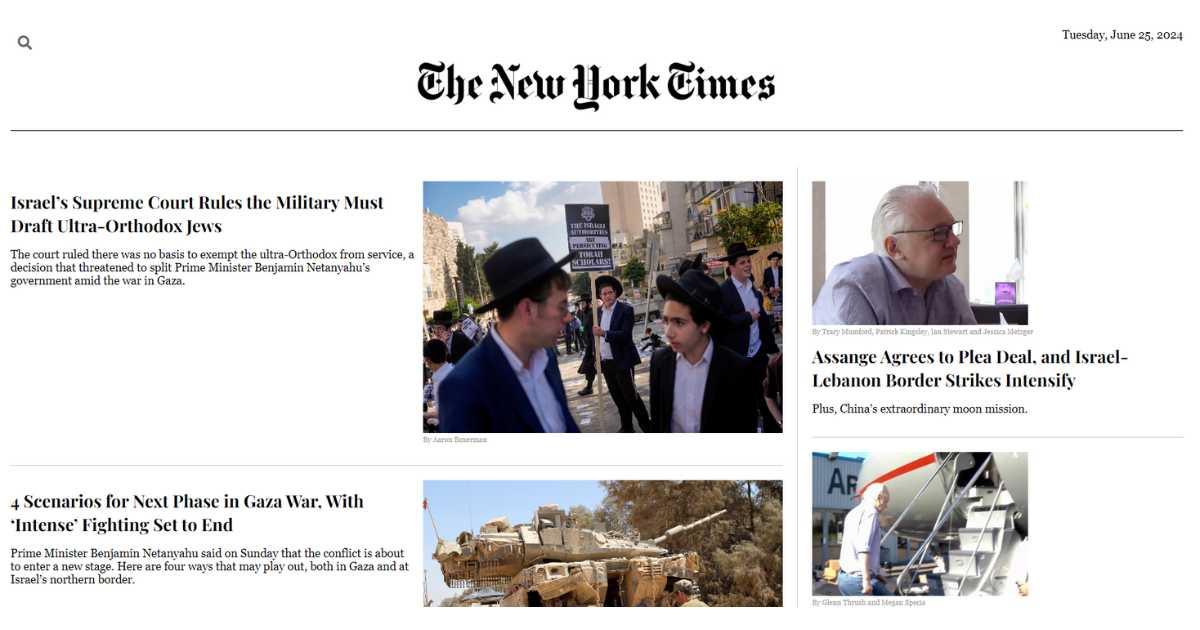 Tuesday, June 25, 2024
The New York Times
Israel’s Supreme Court Rules the Military Must
Draft Ultra-Orthodox Jews
The court ruled there was no basis to exempt the ultra-Orthodox from service, a
decision that threatened to split Prime Minister Benjamin Netanyahu’s
government amid the war in Gaza.
THE ISRAELI
AUTHORITIES
ARE
PERSECUTING
TORAH
SCHOLARS!
By Aaron Boxerman
4 Scenarios for Next Phase in Gaza War, With
‘Intense’ Fighting Set to End
Prime Minister Benjamin Netanyahu said on Sunday that the conflict is about
to enter a new stage. Here are four ways that may play out, both in Gaza and at
Israel’s northern border.
By Tracy Mumford, Patrick Kingsley, Ian Stewart and Jessica Metzger
Assange Agrees to Plea Deal, and Israel-
Lebanon Border Strikes Intensify
Plus, China’s extraordinary moon mission.
AR
By Glenn Thrush and Megan Specia